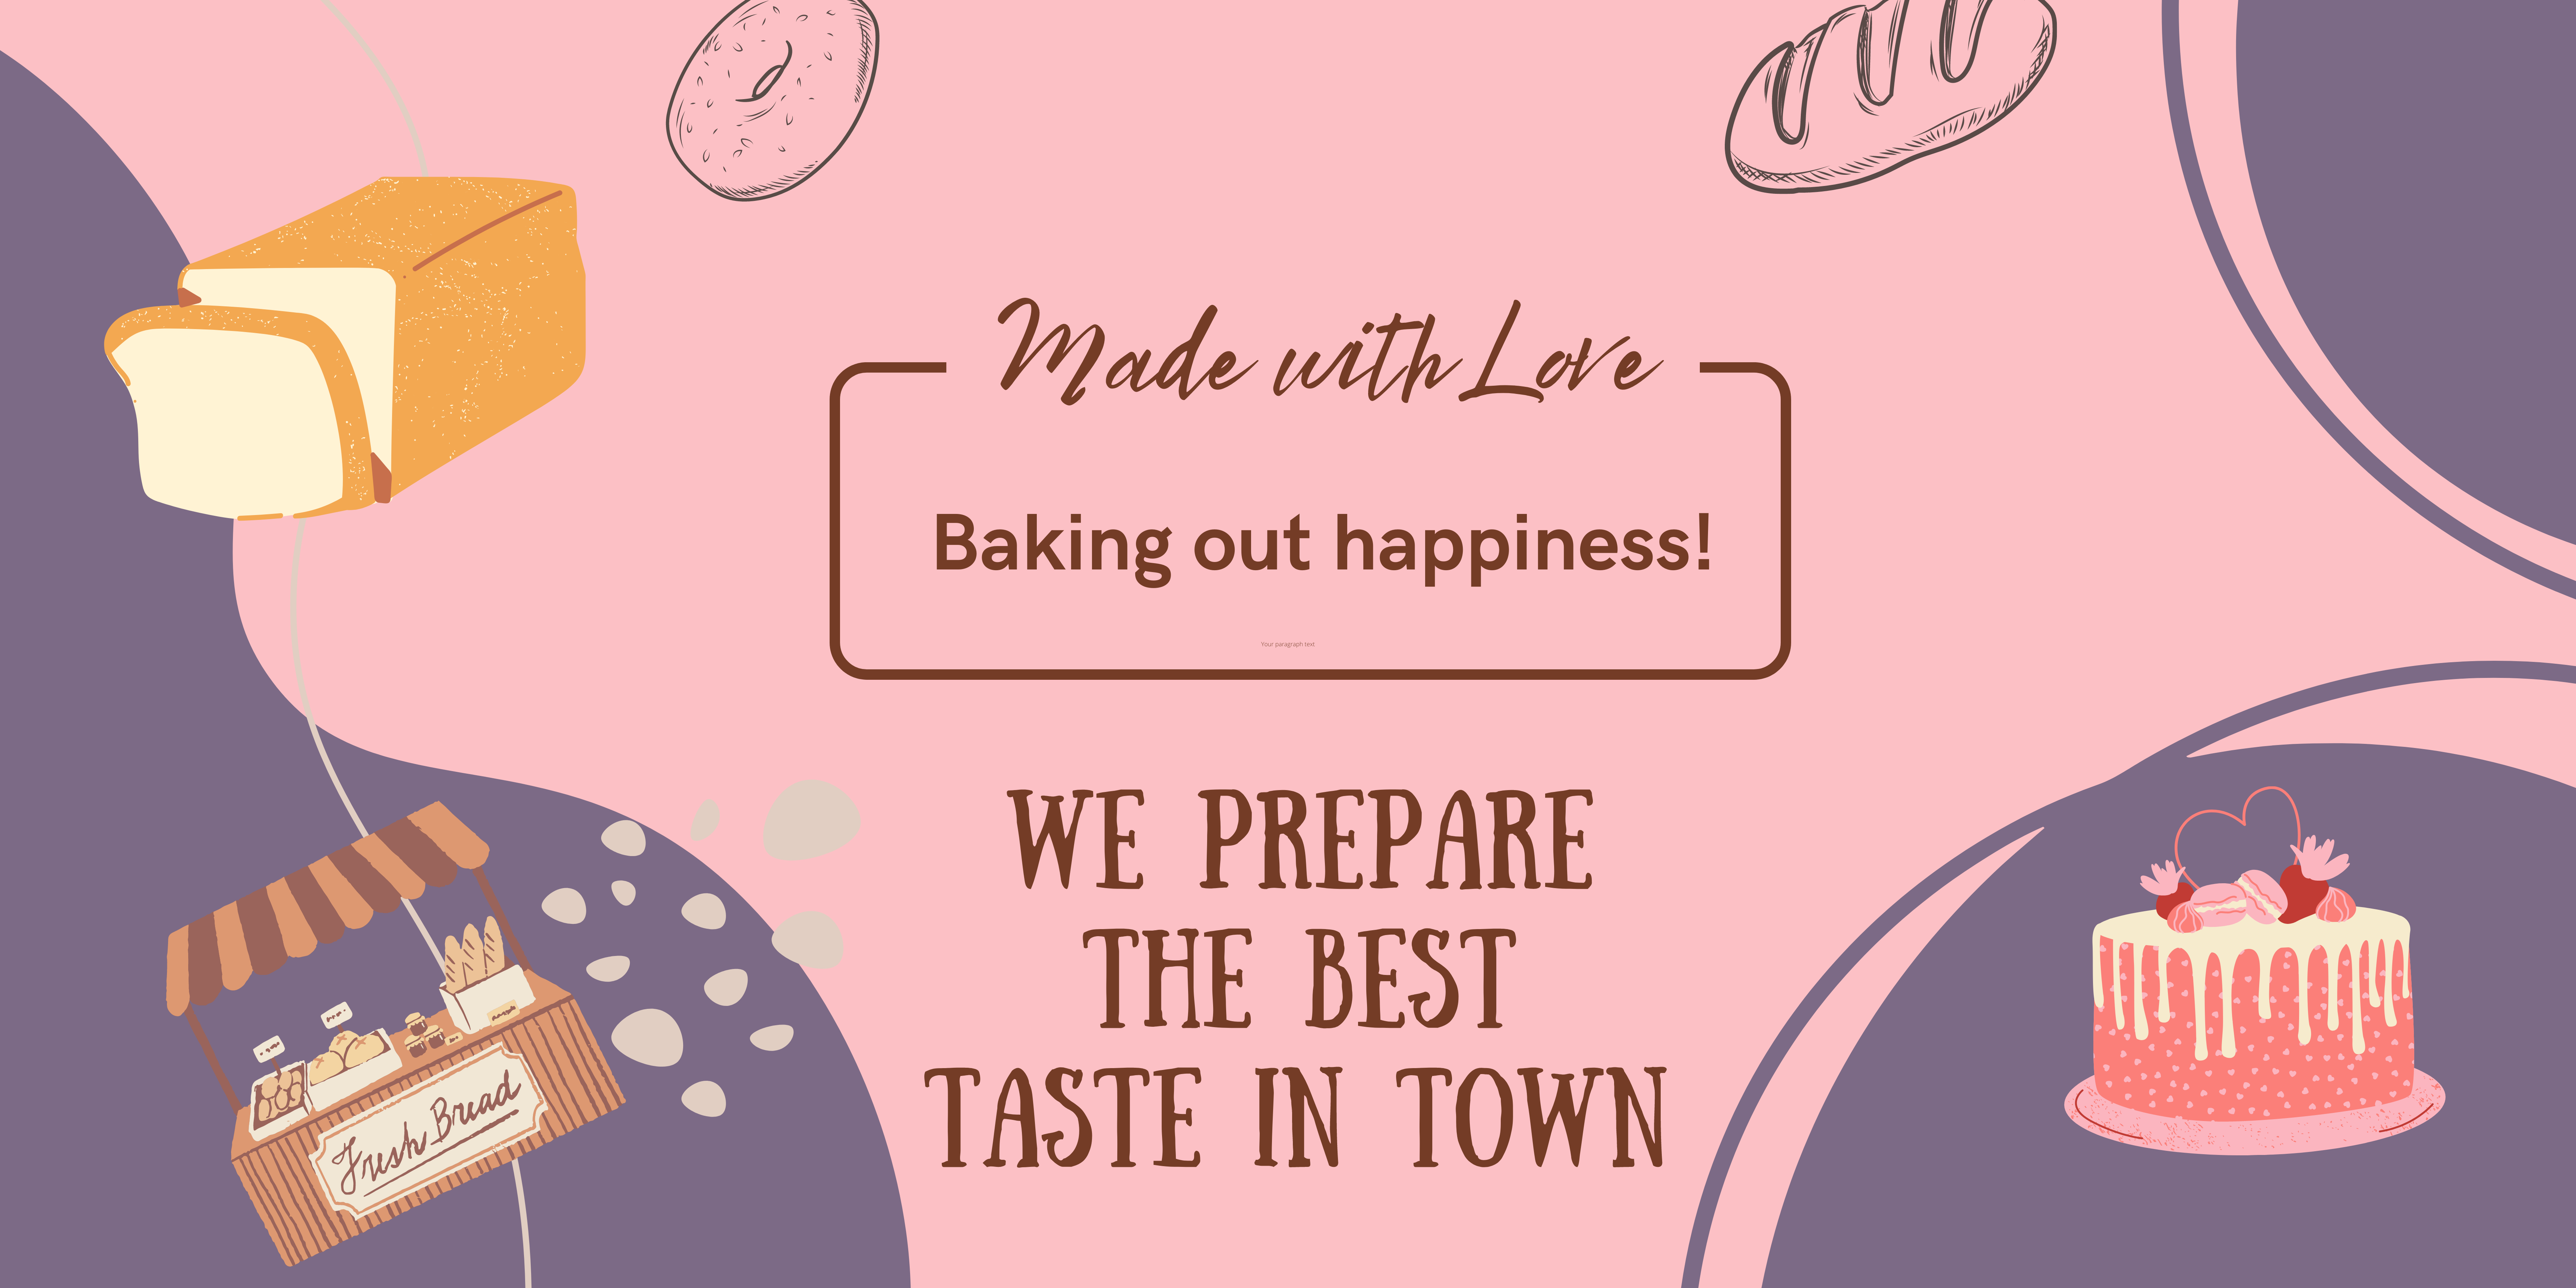 Made with Love
Baking out happiness!
Your paragraph text
WE PREPARE
THE BEST
TASTE IN TOWN
Fresh Bread